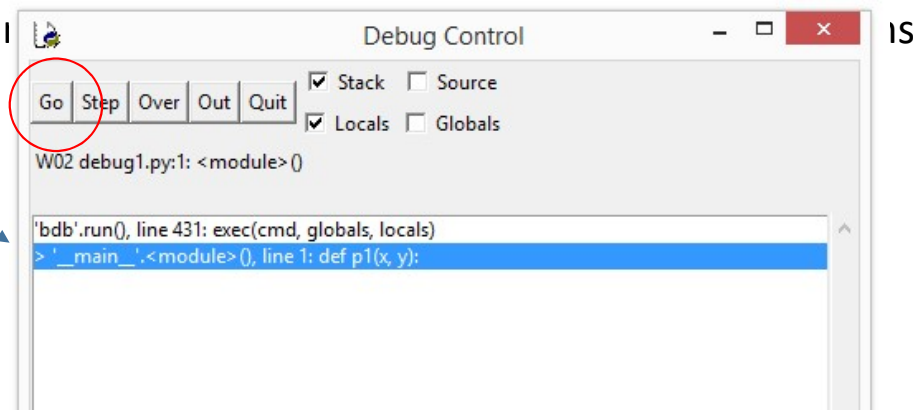 Debug Control
ns
Go Step Over Out Quit Stack Source
Locals Globals
W02 debug1.py:1: <module>()
'bdb'.run(), line 431: exec(cmd, globals, locals)
> '__main__'.<module>(), line 1: def p1(x, y):